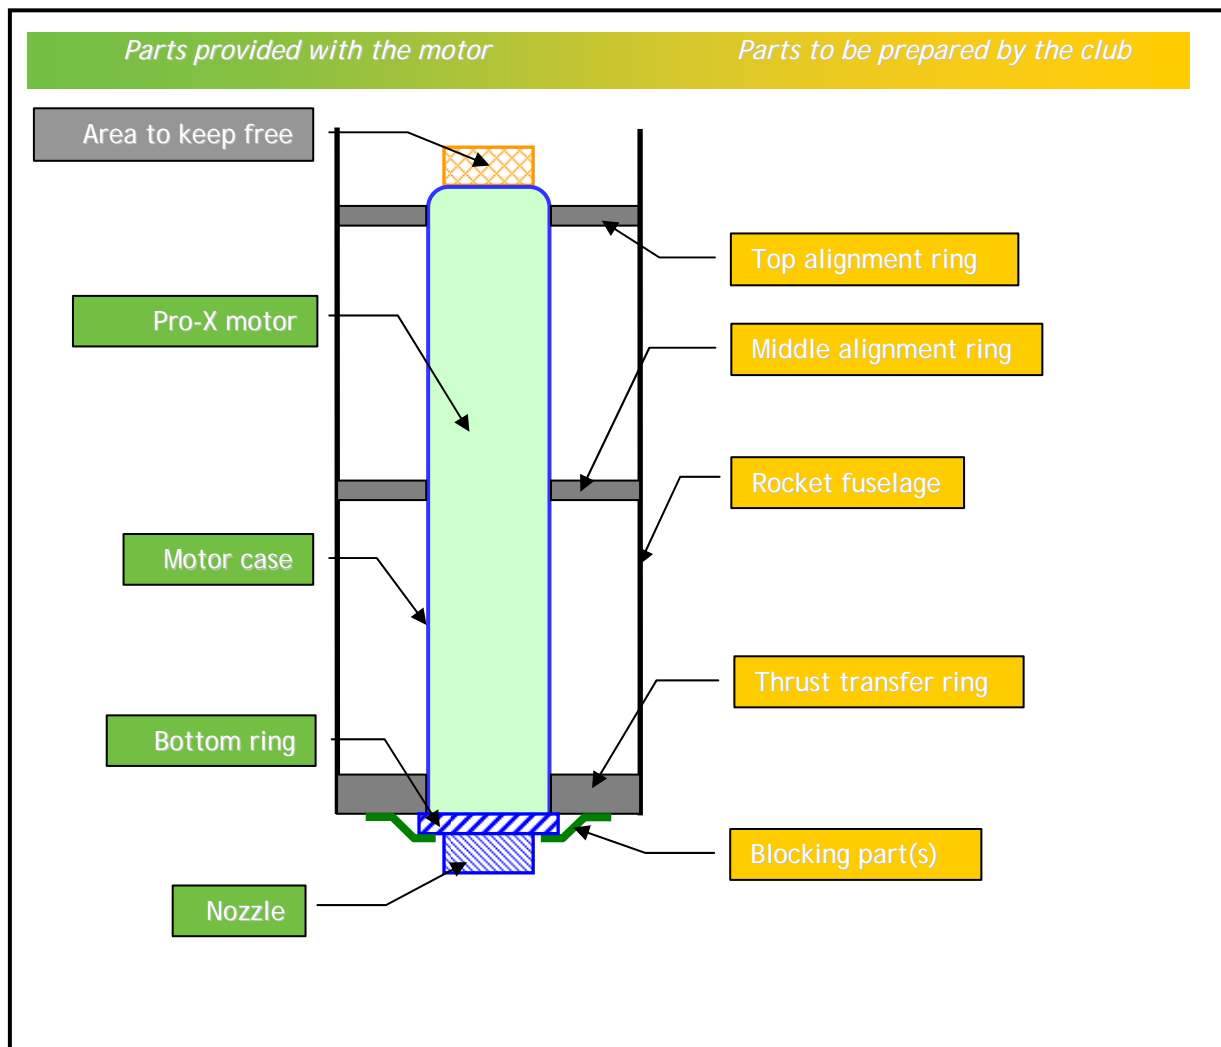 Parts provided with the motor
Parts to be prepared by the club
Area to keep free
Top alignment ring
Pro-X motor
Middle alignment ring
Rocket fuselage
Motor case
Thrust transfer ring
Bottom ring
Blocking part(s)
Nozzle